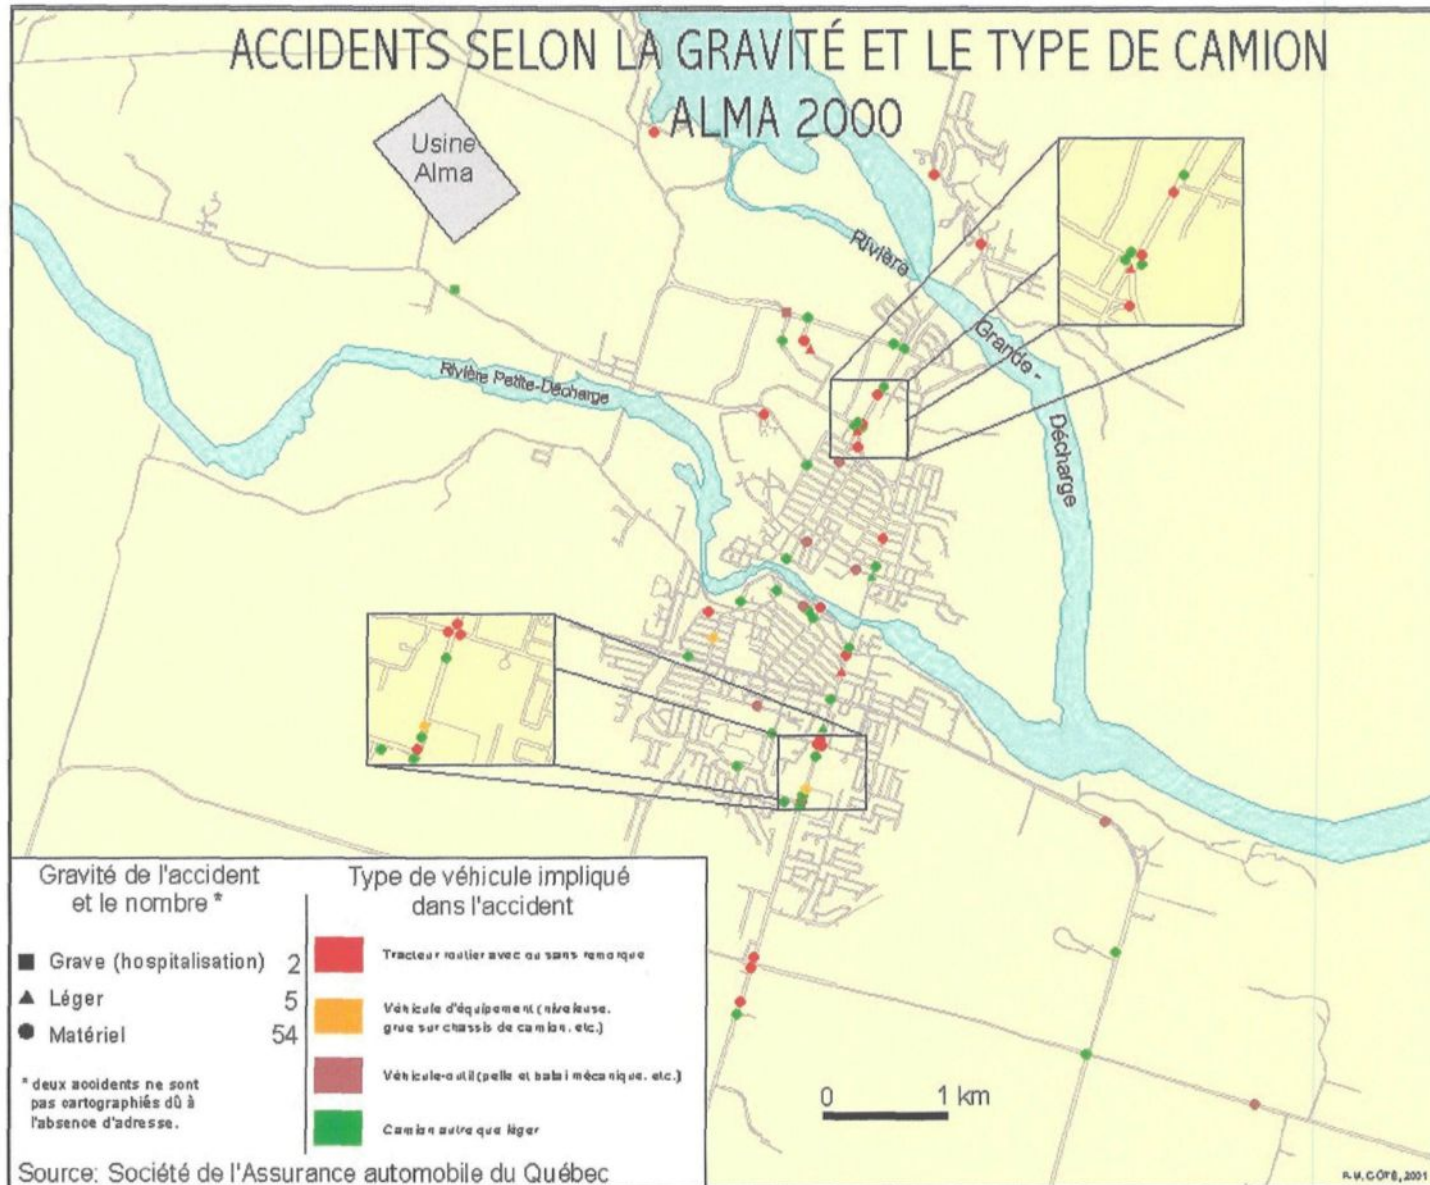 ACCIDENTS SELON LA GRAVITÉ ET LE TYPE DE CAMION
ALMA 2000
Usine
Alma
Rivière
Grande -
Décharge
Rivière Petite-Décharge
Gravité de l'accident
et le nombre *
Grave (hospitalisation) 2
Léger 5
Matériel 54
* deux accidents ne sont
pas cartographiés dû à
l'absence d'adresse.
Type de véhicule impliqué
dans l'accident
Tracteur routier avec ou sans remorque
Véhicule d'équipement (niveleuse,
grue sur chassis de camion, etc.)
Véhicule-outil (pelle et balai mécanique, etc.)
Camion autre que léger
0 1 km
Source: Société de l'Assurance automobile du Québec
R.M. CÔTÉ, 2001